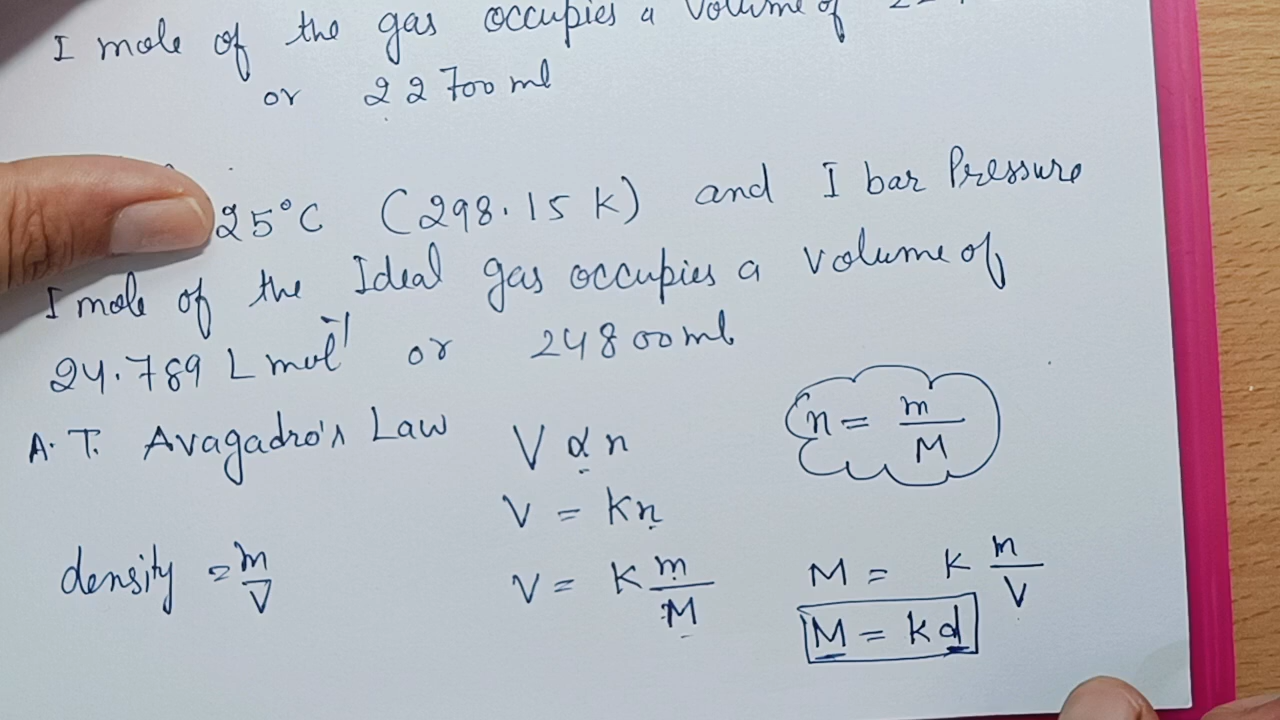 I mole of the gas occupies a volume of
or 22700 ml
25°C (298.15 K) and I bar Pressure
I mole of the Ideal gas occupies a volume of
24.789 L mol⁻¹ or 24800 ml
A.T. Avagadro's Law V α n
n = m/M
V = Kn
density = m/V
V = K m/M
M = K m/V
M = Kd